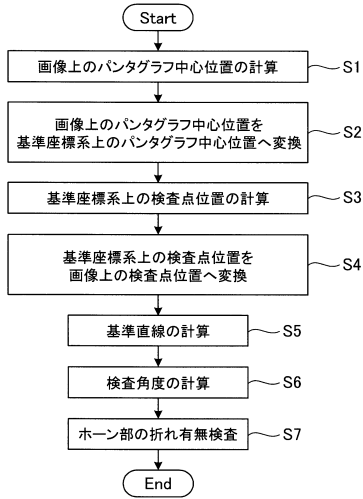 Start
画像上のパンタグラフ中心位置の計算
S1
画像上のパンタグラフ中心位置を
基準座標系上のパンタグラフ中心位置へ変換
S2
基準座標系上の検査点位置の計算
S3
基準座標系上の検査点位置を
画像上の検査点位置へ変換
S4
基準直線の計算
S5
検査角度の計算
S6
ホーン部の折れ有無検査
S7
End